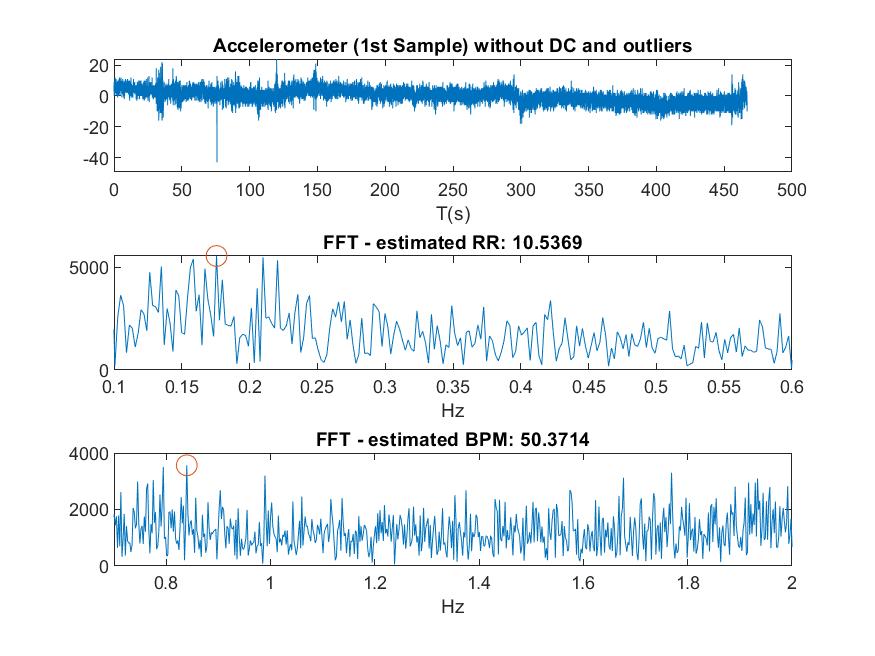 Accelerometer (1st Sample) without DC and outliers
20
0
-20
-40
0 50 100 150 200 250 300 350 400 450 500
T(s)
FFT - estimated RR: 10.5369
5000
0
0.1 0.15 0.2 0.25 0.3 0.35 0.4 0.45 0.5 0.55 0.6
Hz
FFT - estimated BPM: 50.3714
4000
2000
0
0.8 1 1.2 1.4 1.6 1.8 2
Hz